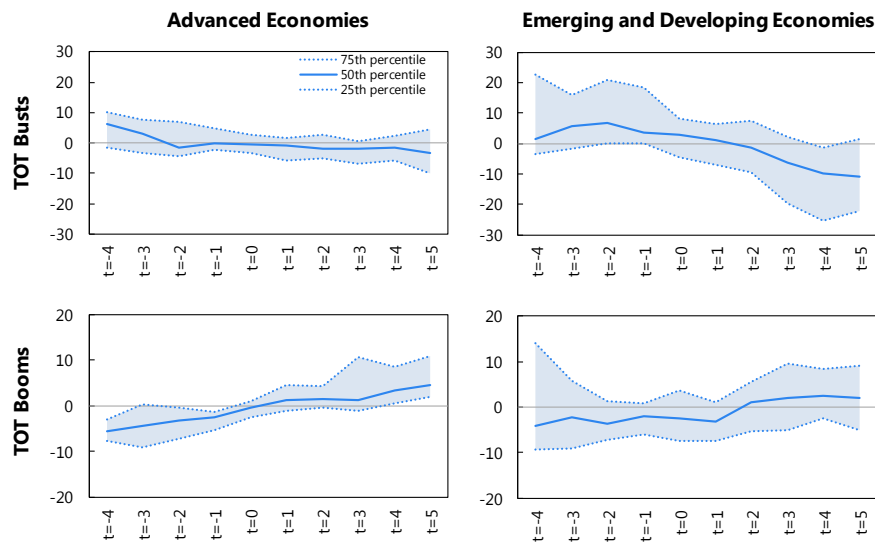 Advanced Economies
Emerging and Developing Economies
TOT Busts
30
20
10
0
-10
-20
-30
75th percentile
50th percentile
25th percentile
t=-4
t=-3
t=-2
t=-1
t=0
t=1
t=2
t=3
t=4
t=5
30
20
10
0
-10
-20
-30
t=-4
t=-3
t=-2
t=-1
t=0
t=1
t=2
t=3
t=4
t=5
TOT Booms
20
10
0
-10
-20
t=-4
t=-3
t=-2
t=-1
t=0
t=1
t=2
t=3
t=4
t=5
20
10
0
-10
-20
t=-4
t=-3
t=-2
t=-1
t=0
t=1
t=2
t=3
t=4
t=5